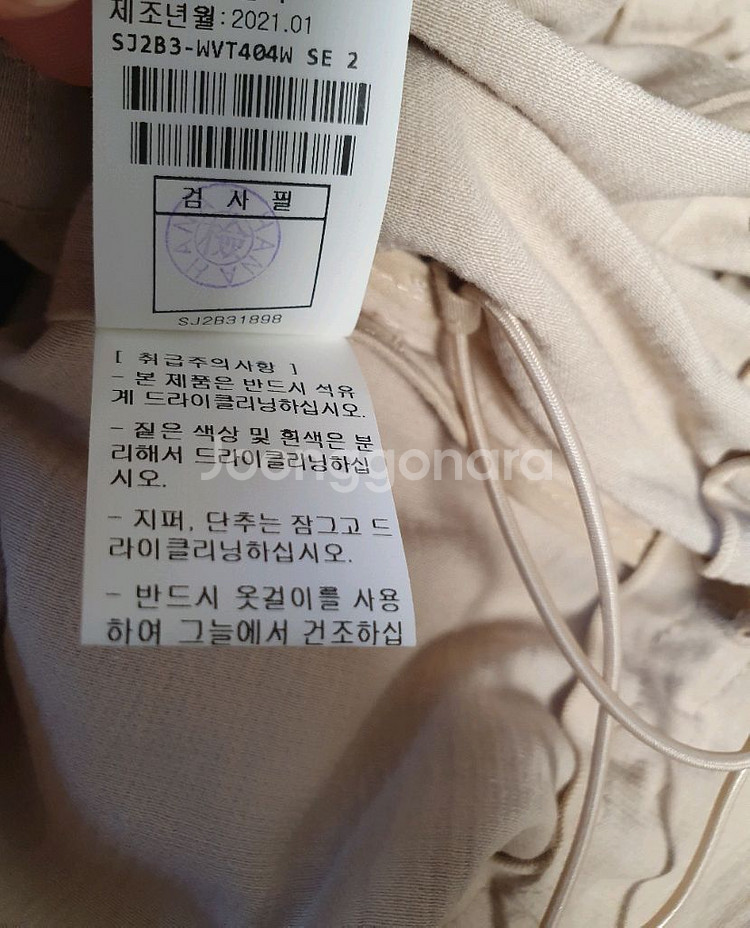 제조년월:2021.01
SJ2B3-WVT404W SE 2
검 사 필
SJ2B31898
[ 취급주의사항 ]
- 본 제품은 반드시 석유
계 드라이클리닝하십시오.
- 짙은 색상 및 흰색은 분
리해서 드라이클리닝하십
시오.
Joonggonara
- 지퍼, 단추는 잠그고 드
라이클리닝하십시오.
- 반드시 옷걸이를 사용
하여 그늘에서 건조하십